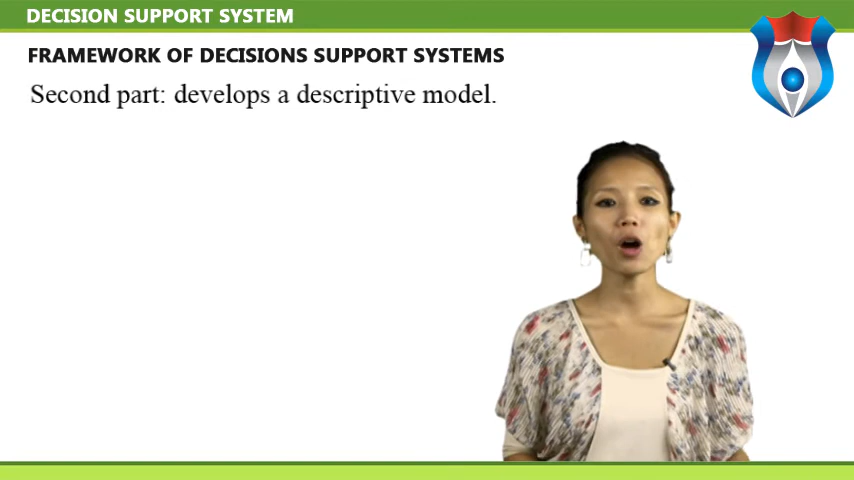 DECISION SUPPORT SYSTEM
FRAMEWORK OF DECISIONS SUPPORT SYSTEMS
Second part: develops a descriptive model.